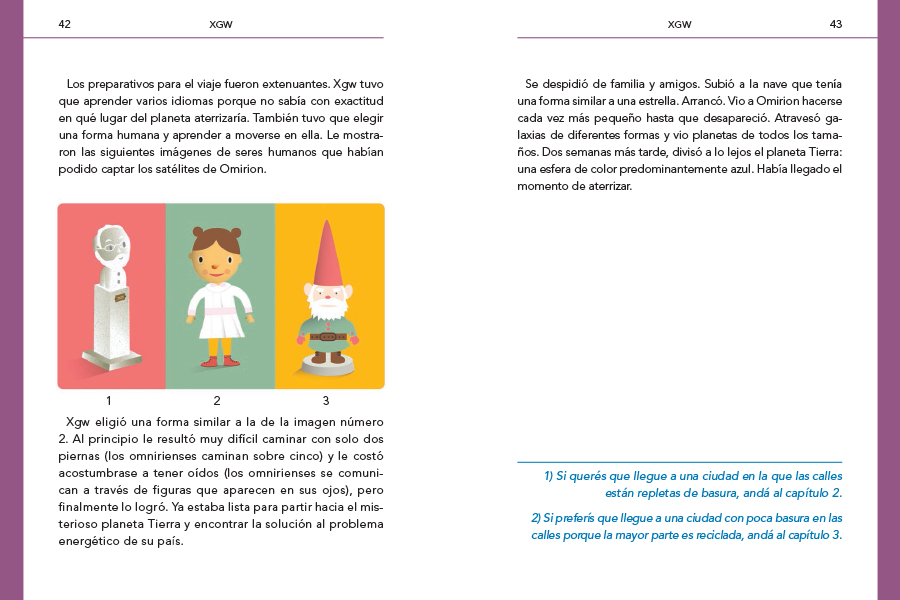 42
XGW
Los preparativos para el viaje fueron extenuantes. Xgw tuvo
que aprender varios idiomas porque no sabía con exactitud
en qué lugar del planeta aterrizaría. También tuvo que elegir
una forma humana y aprender a moverse en ella. Le mostra-
ron las siguientes imágenes de seres humanos que habían
podido captar los satélites de Omirion.
1
2
3
Xgw eligió una forma similar a la de la imagen número
2. Al principio le resultó muy difícil caminar con solo dos
piernas (los omnirienses caminan sobre cinco) y le costó
acostumbrase a tener oídos (los omnirienses se comuni-
can a través de figuras que aparecen en sus ojos), pero
finalmente lo logró. Ya estaba lista para partir hacia el mis-
terioso planeta Tierra y encontrar la solución al problema
energético de su país.
XGW
43
Se despidió de familia y amigos. Subió a la nave que tenía
una forma similar a una estrella. Arrancó. Vio a Omirion hacerse
cada vez más pequeño hasta que desapareció. Atravesó ga-
laxias de diferentes formas y vio planetas de todos los tama-
ños. Dos semanas más tarde, divisó a lo lejos el planeta Tierra:
una esfera de color predominantemente azul. Había llegado el
momento de aterrizar.
1) Si querés que llegue a una ciudad en la que las calles
están repletas de basura, andá al capítulo 2.
2) Si preferís que llegue a una ciudad con poca basura en las
calles porque la mayor parte es reciclada, andá al capítulo 3.